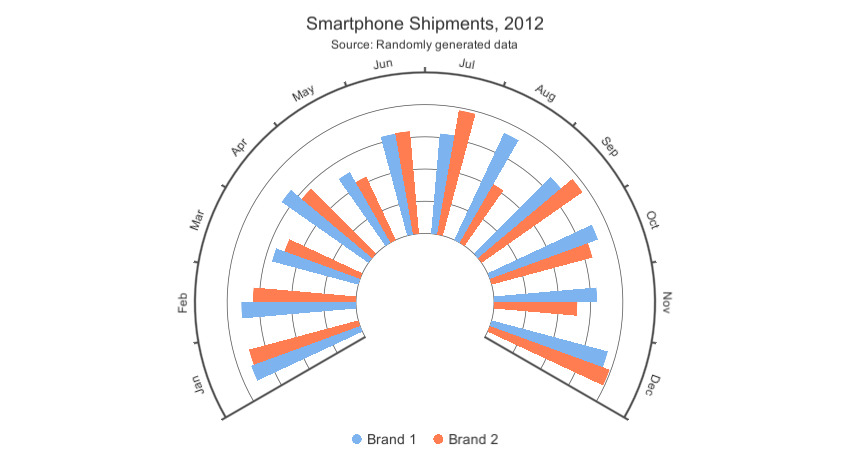 Smartphone Shipments, 2012
Source: Randomly generated data
Jan
Feb
Mar
Apr
May
Jun
Jul
Aug
Sep
Oct
Nov
Dec
Brand 1
Brand 2